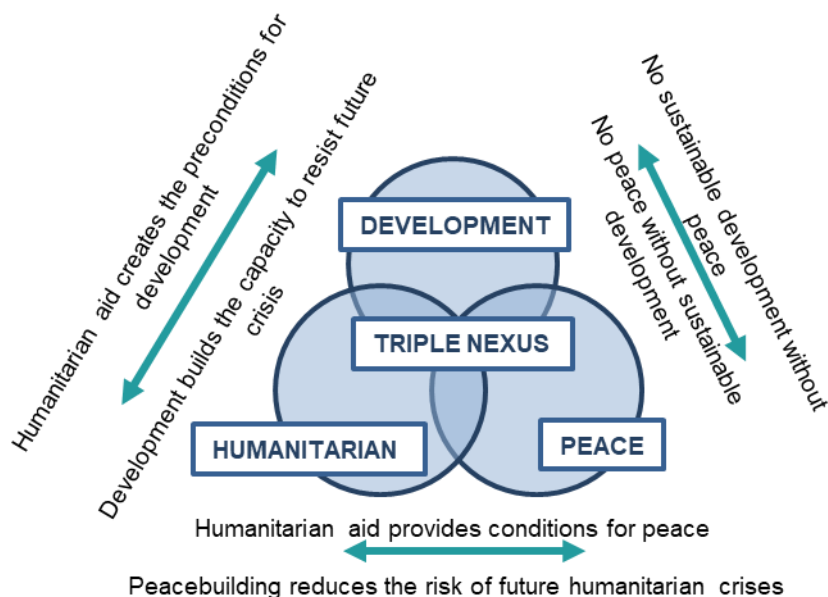 Humanitarian aid creates the preconditions for
development
Development builds the capacity to resist future
crisis
No sustainable development without
peace
No peace without sustainable
development
DEVELOPMENT
TRIPLE NEXUS
HUMANITARIAN
PEACE
Humanitarian aid provides conditions for peace
Peacebuilding reduces the risk of future humanitarian crises